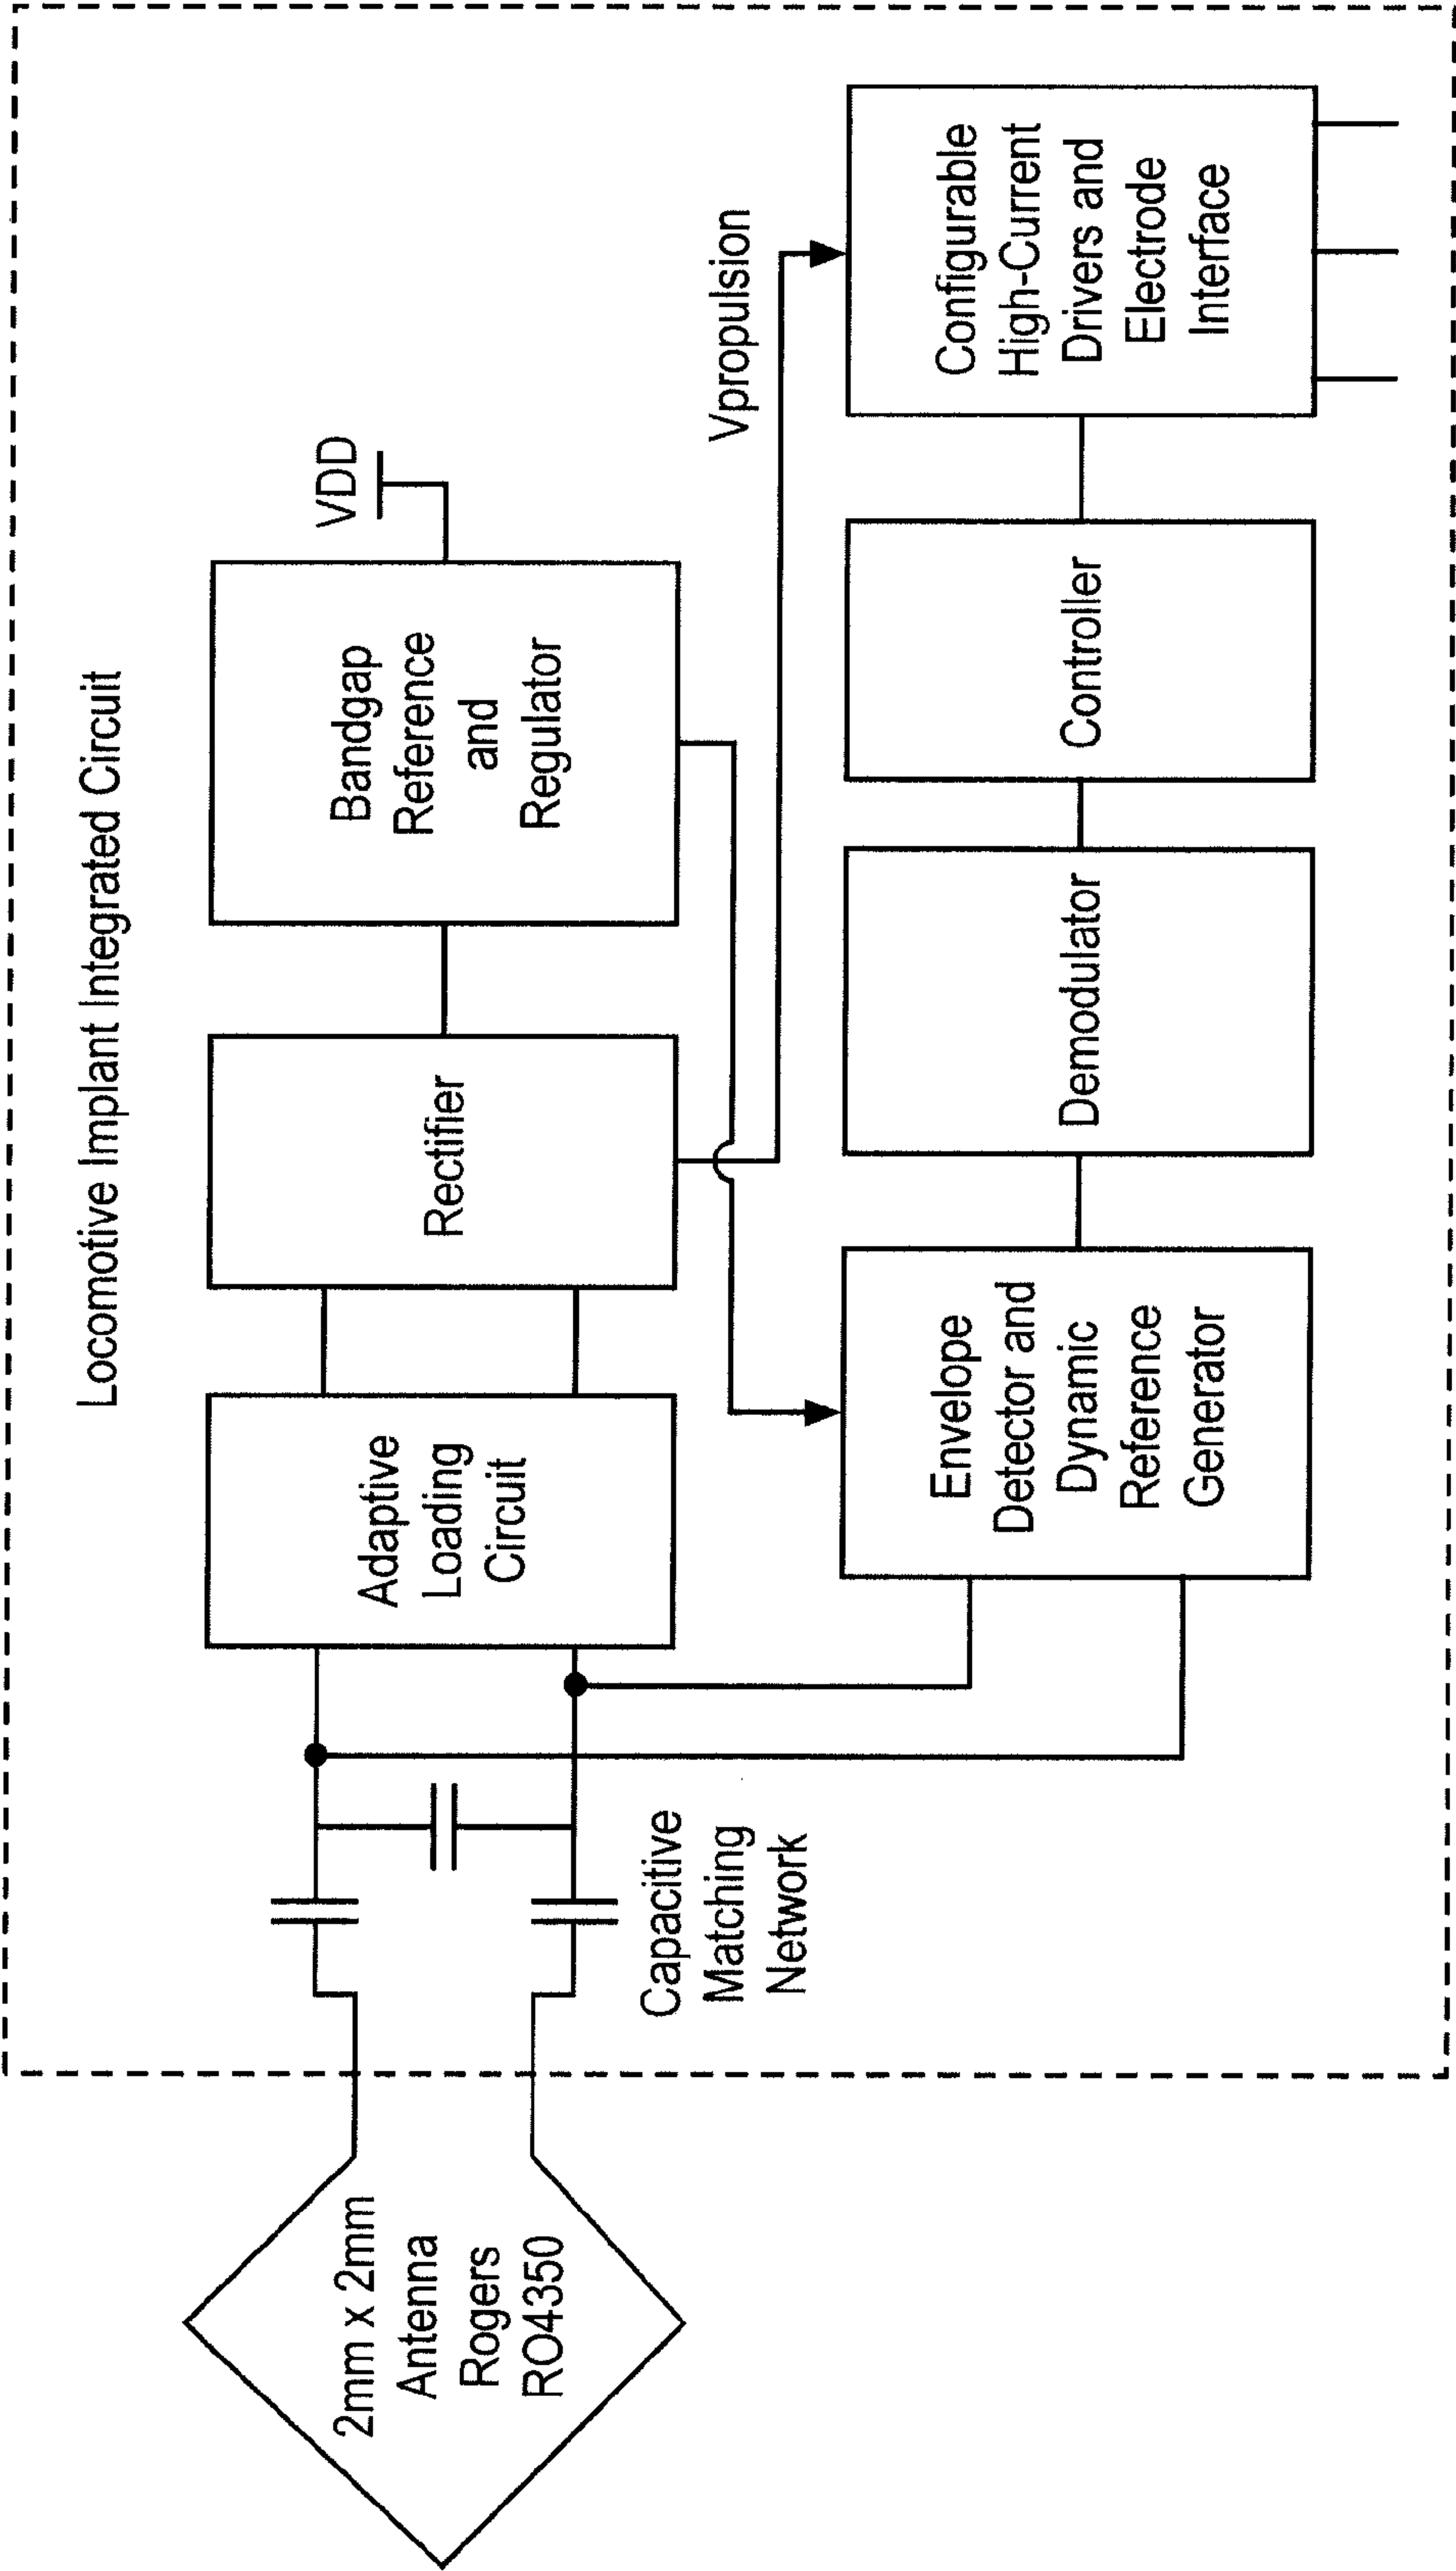 Locomotive Implant Integrated Circuit
2mm x 2mm
Antenna
Rogers
RO4350
Capacitive
Matching
Network
Adaptive
Loading
Circuit
Rectifier
Bandgap
Reference
and
Regulator
VDD
Vpropulsion
Envelope
Detector and
Dynamic
Reference
Generator
Demodulator
Controller
Configurable
High-Current
Drivers and
Electrode
Interface